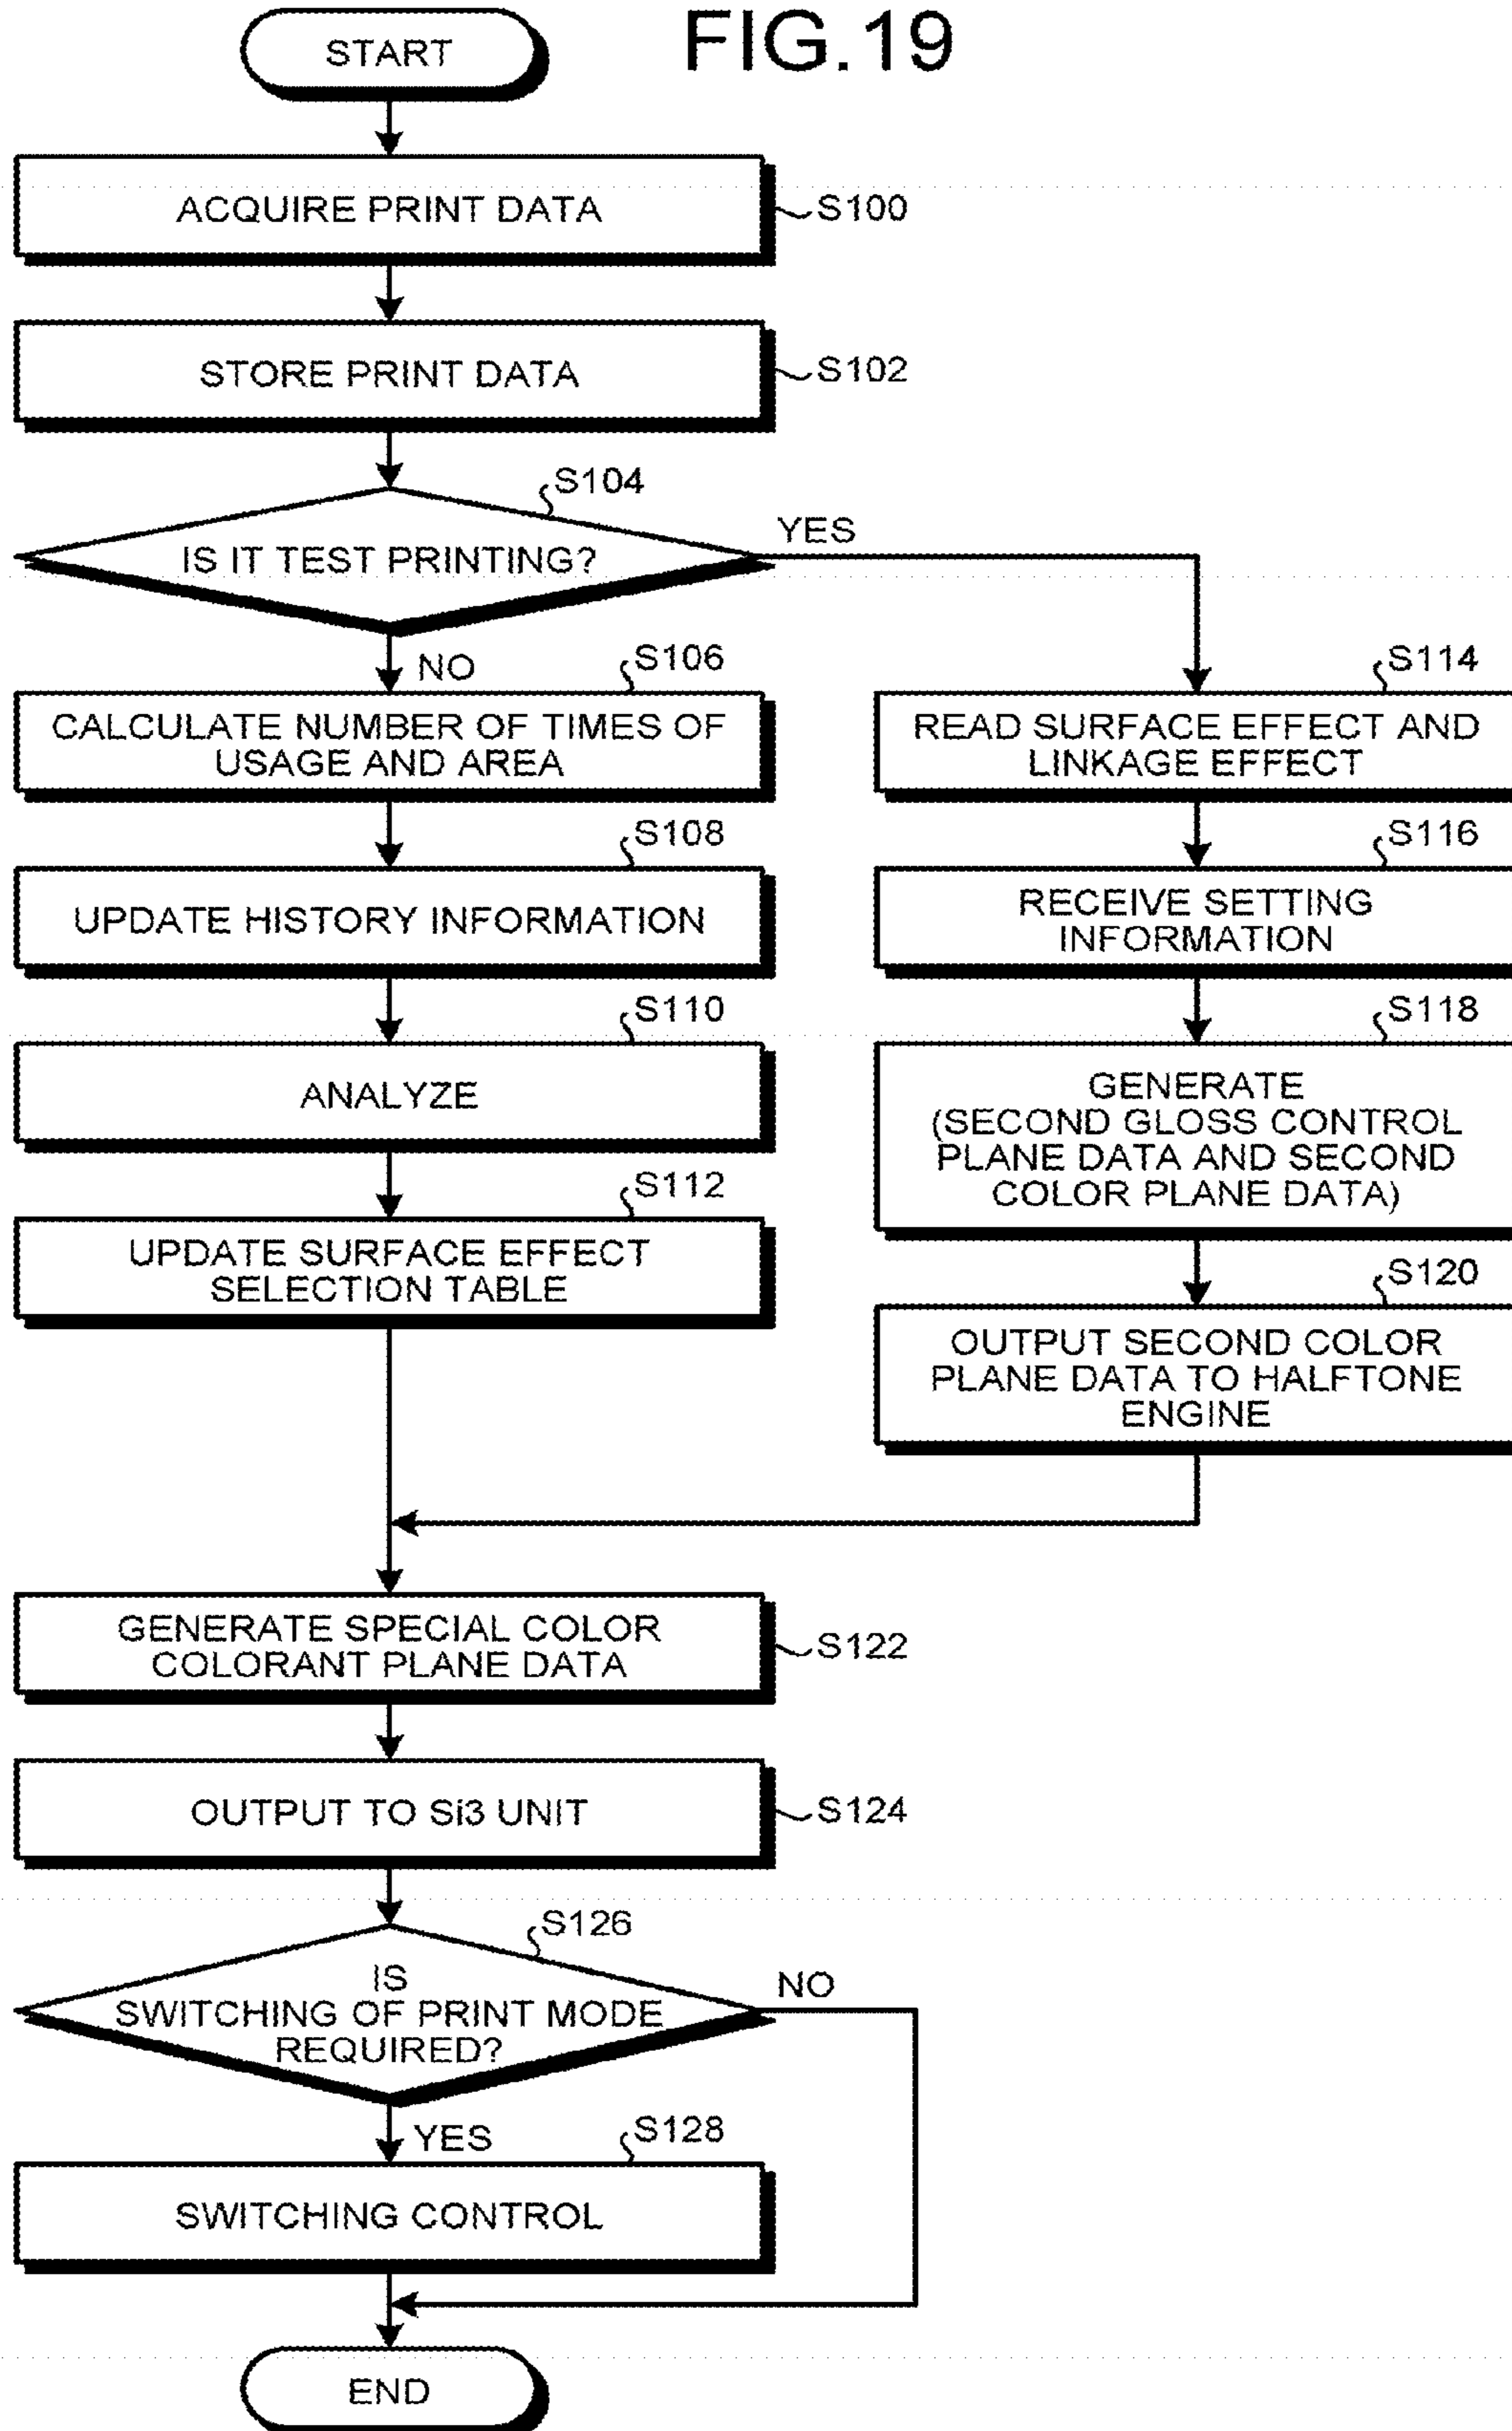 FIG.19
START
ACQUIRE PRINT DATA
S100
STORE PRINT DATA
S102
S104
IS IT TEST PRINTING?
YES
NO
S106
CALCULATE NUMBER OF TIMES OF
USAGE AND AREA
S108
UPDATE HISTORY INFORMATION
S110
ANALYZE
S112
UPDATE SURFACE EFFECT
SELECTION TABLE
S114
READ SURFACE EFFECT AND
LINKAGE EFFECT
S116
RECEIVE SETTING
INFORMATION
S118
GENERATE
(SECOND GLOSS CONTROL
PLANE DATA AND SECOND
COLOR PLANE DATA)
S120
OUTPUT SECOND COLOR
PLANE DATA TO HALFTONE
ENGINE
GENERATE SPECIAL COLOR
COLORANT PLANE DATA
S122
OUTPUT TO Si3 UNIT
S124
S126
IS
SWITCHING OF PRINT MODE
REQUIRED?
NO
YES
S128
SWITCHING CONTROL
END